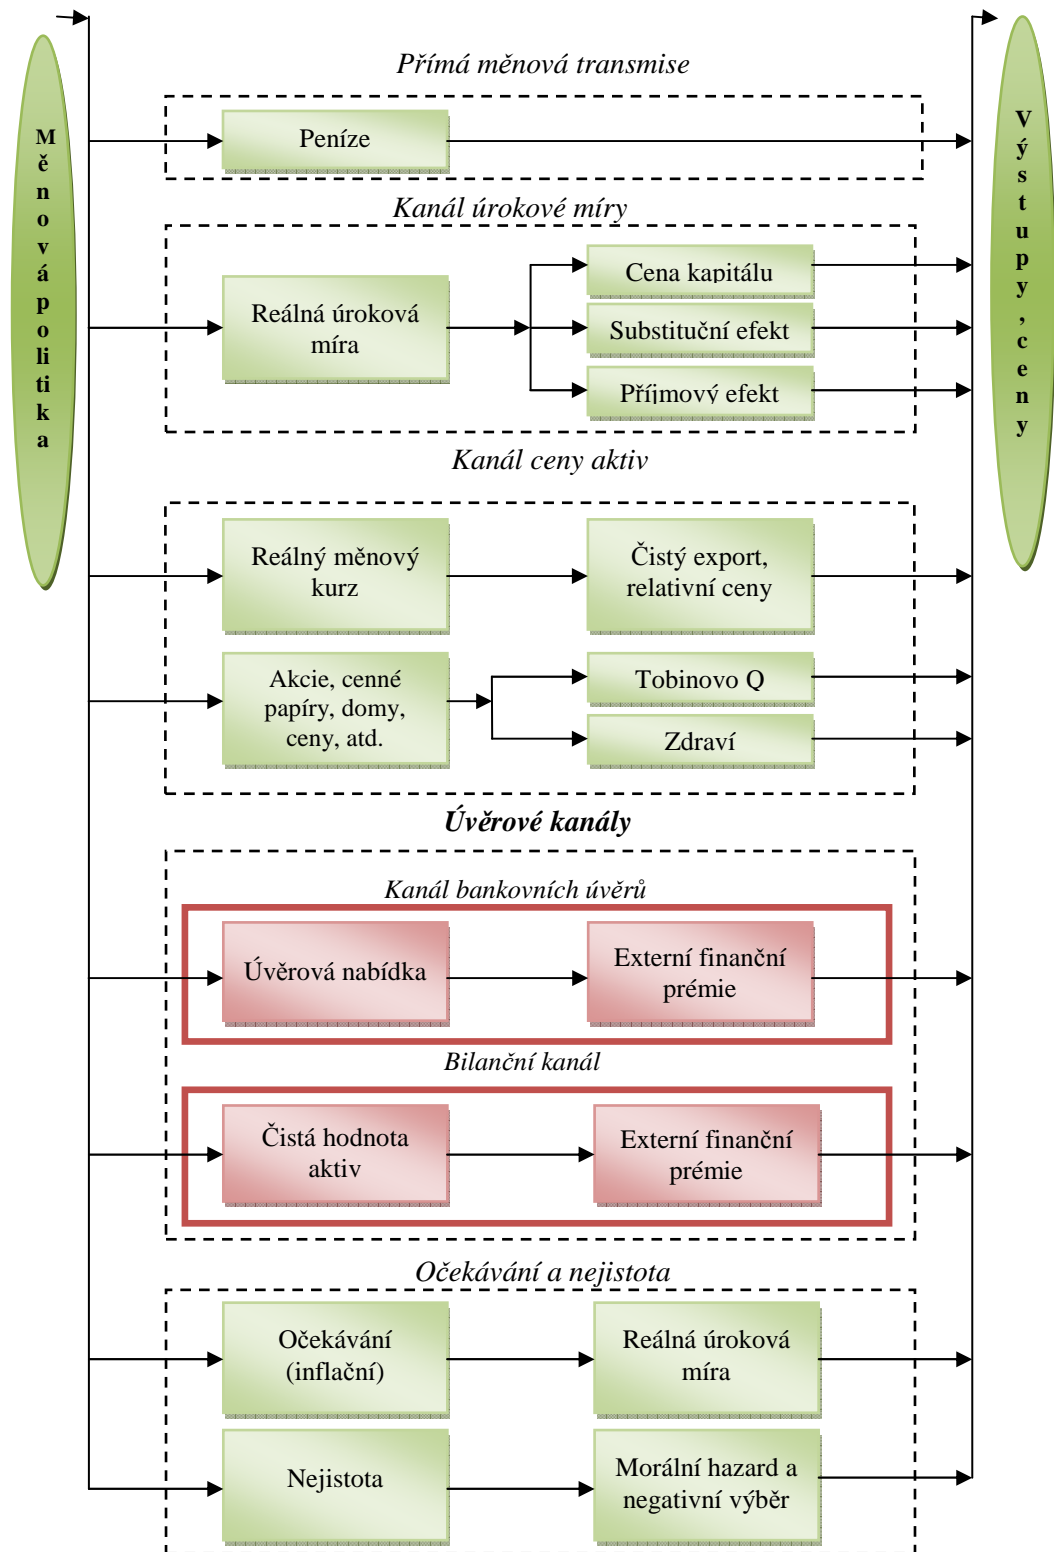 Přímá měnová transmise
Měnová politika
Peníze
Výstupy, ceny
Kanál úrokové míry
Reálná úroková
míra
Cena kapitálu
Substituční efekt
Příjmový efekt
Kanál ceny aktiv
Reálný měnový
kurz
Čistý export,
relativní ceny
Akcie, cenné
papíry, domy,
ceny, atd.
Tobinovo Q
Zdraví
Úvěrové kanály
Kanál bankovních úvěrů
Úvěrová nabídka
Externí finanční
prémie
Bilanční kanál
Čistá hodnota
aktiv
Externí finanční
prémie
Očekávání a nejistota
Očekávání
(inflační)
Reálná úroková
míra
Nejistota
Morální hazard a
negativní výběr